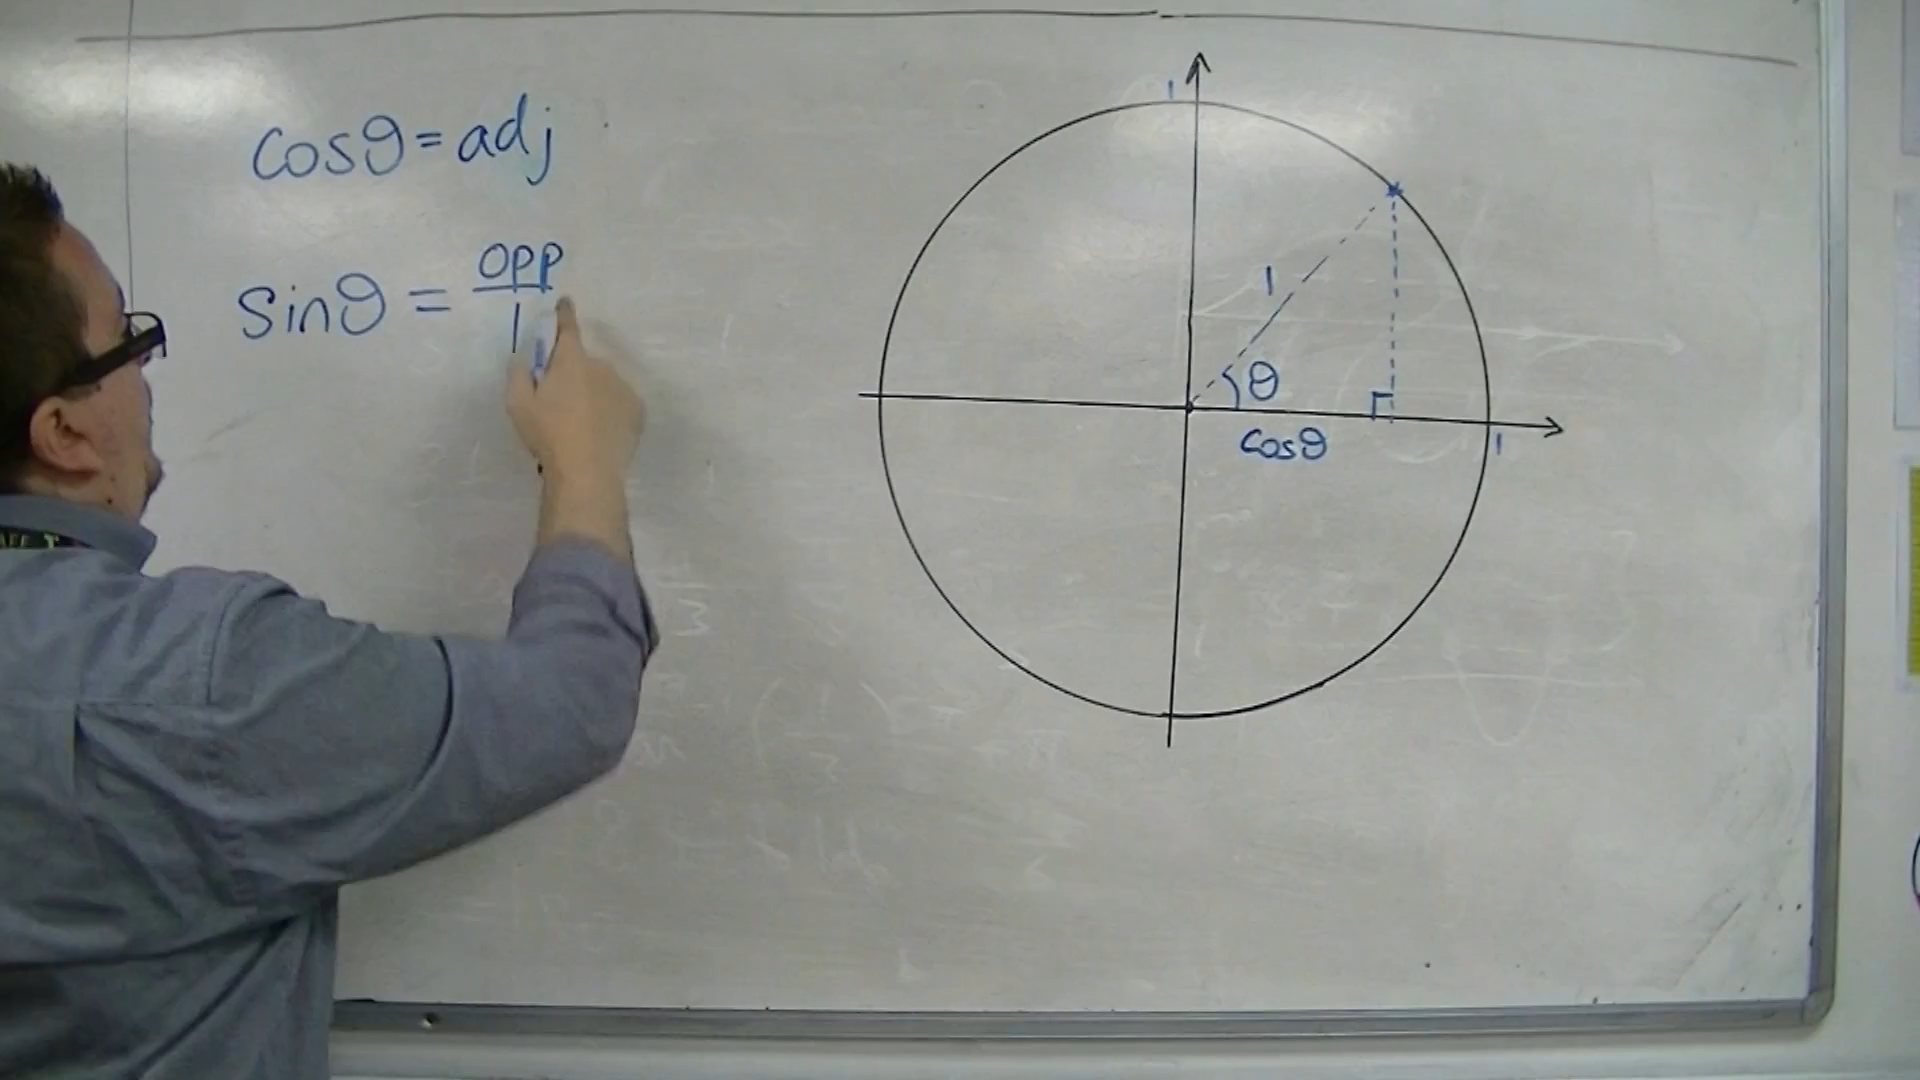 cosθ = adj
sinθ = opp
1
1
1
θ
cosθ
1